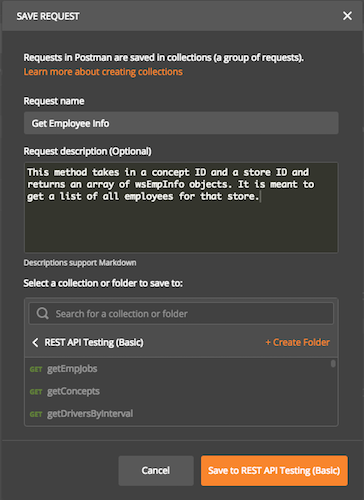 SAVE REQUEST
Requests in Postman are saved in collections (a group of requests).
Learn more about creating collections
Request name
Get Employee Info
Request description (Optional)
This method takes in a concept ID and a store ID and
returns an array of wsEmpInfo objects. It is meant to
get a list of all employees for that store.
Descriptions support Markdown
Select a collection or folder to save to:
Search for a collection or folder
REST API Testing (Basic) + Create Folder
GET getEmpJobs
GET getConcepts
GET getDriversByInterval
Cancel Save to REST API Testing (Basic)